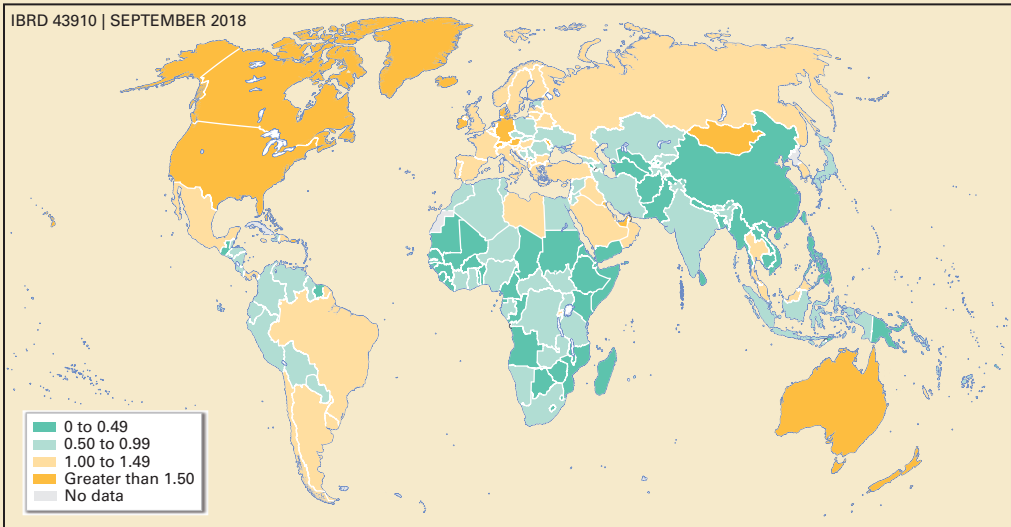 IBRD 43910 | SEPTEMBER 2018
0 to 0.49
0.50 to 0.99
1.00 to 1.49
Greater than 1.50
No data